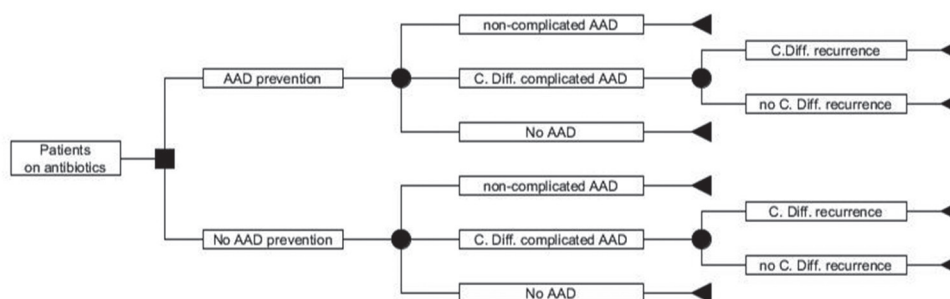 non-complicated AAD
C.Diff. recurrence
AAD prevention
C. Diff. complicated AAD
no C. Diff. recurrence
No AAD
Patients
on antibiotics
non-complicated AAD
C. Diff. recurrence
No AAD prevention
C. Diff. complicated AAD
no C. Diff. recurrence
No AAD